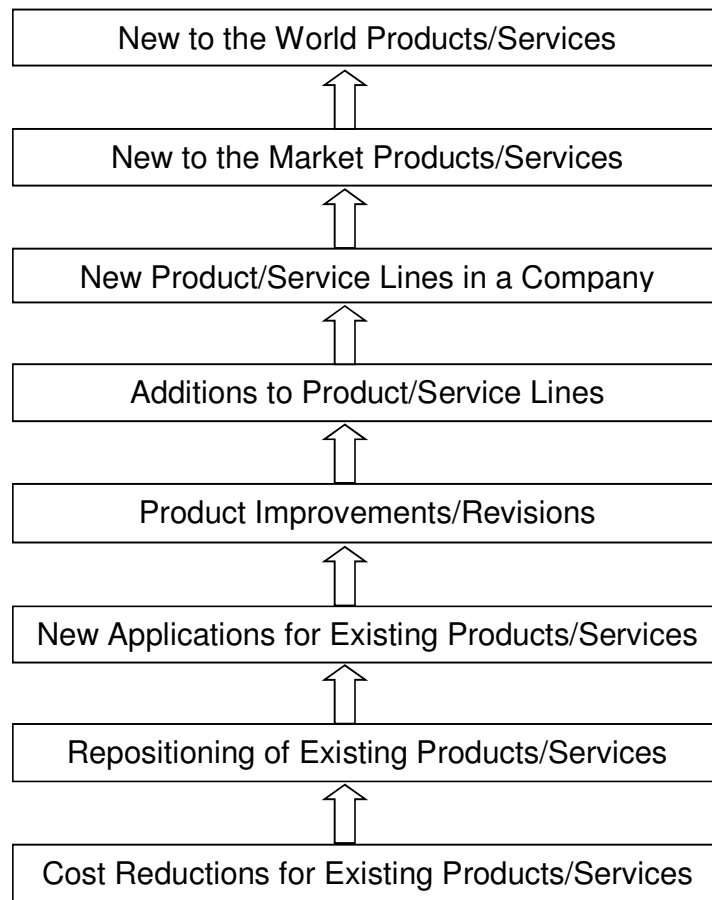 New to the World Products/Services
New to the Market Products/Services
New Product/Service Lines in a Company
Additions to Product/Service Lines
Product Improvements/Revisions
New Applications for Existing Products/Services
Repositioning of Existing Products/Services
Cost Reductions for Existing Products/Services